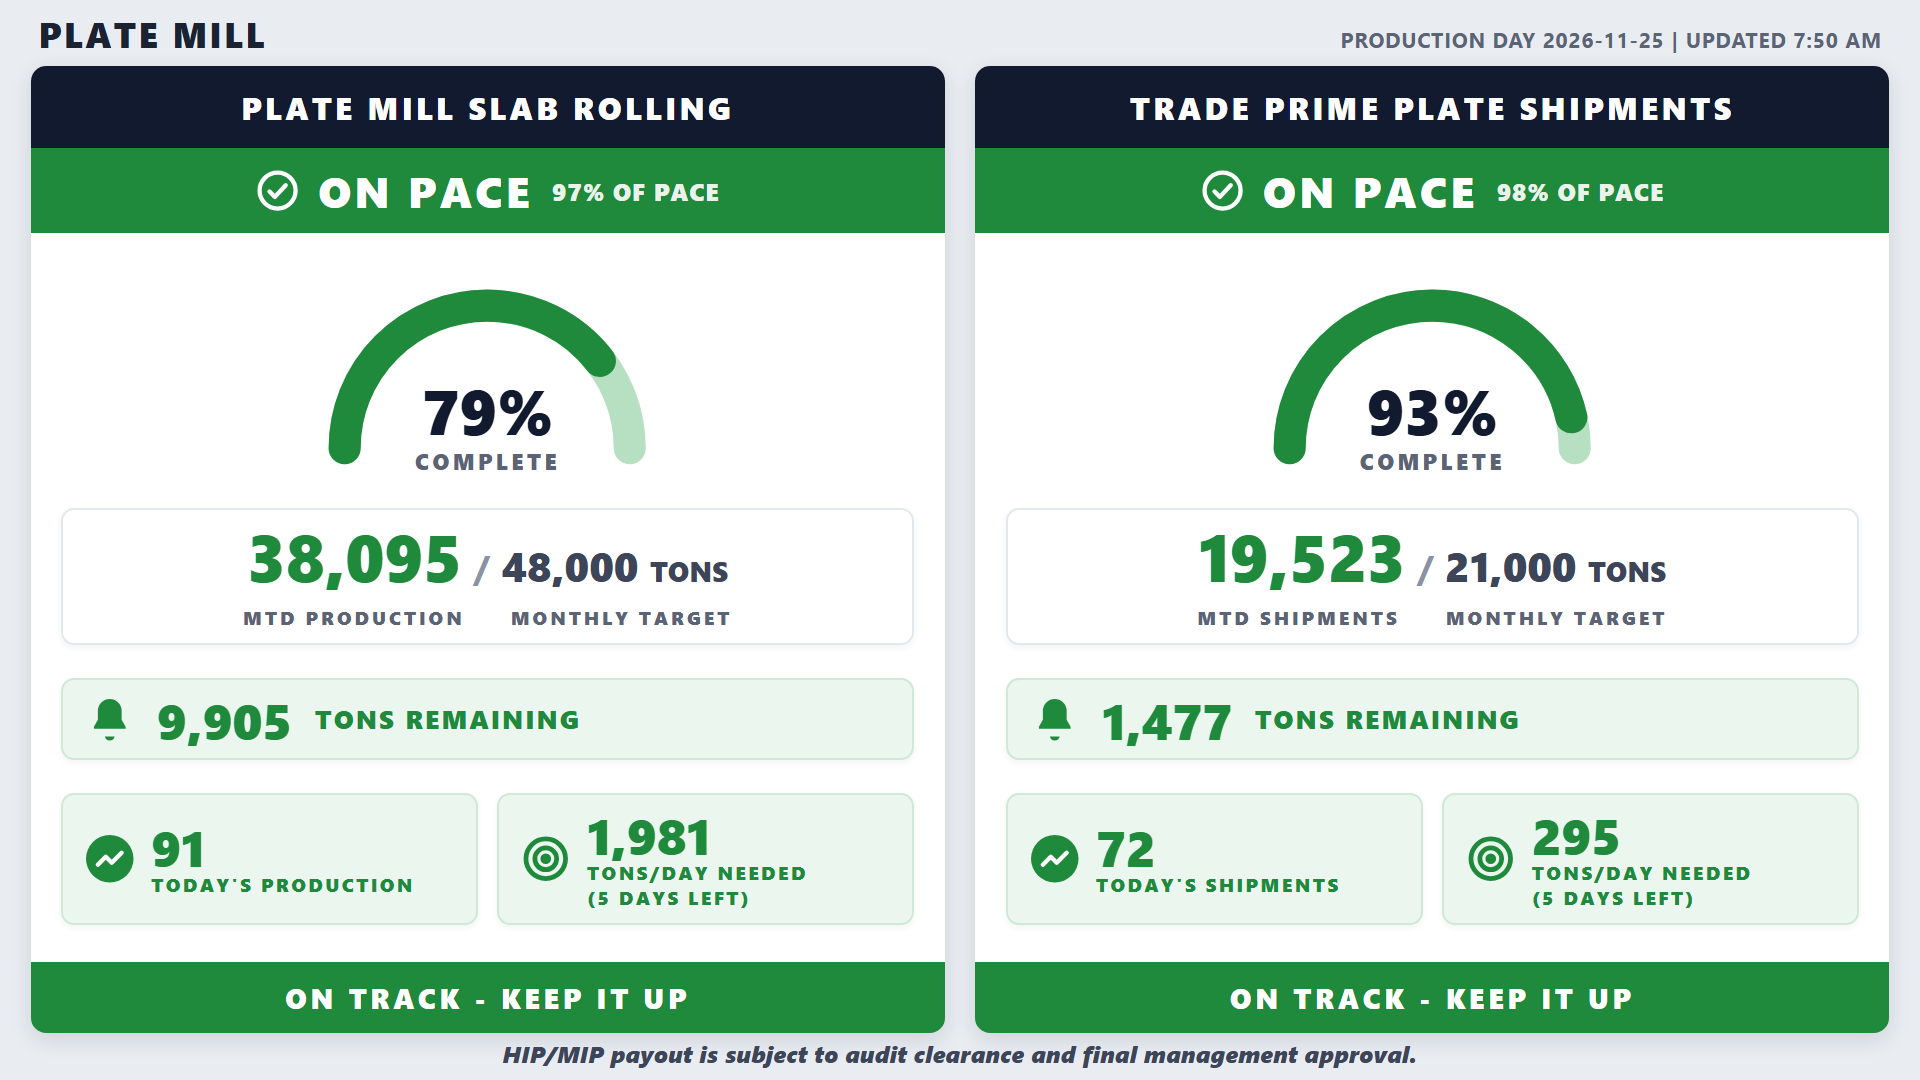 PLATE MILL
PRODUCTION DAY 2026-11-25 | UPDATED 7:50 AM
PLATE MILL SLAB ROLLING
ON PACE 97% OF PACE
79%
COMPLETE
38,095 / 48,000 TONS
MTD PRODUCTION MONTHLY TARGET
9,905 TONS REMAINING
91
TODAY'S PRODUCTION
1,981
TONS/DAY NEEDED
(5 DAYS LEFT)
ON TRACK - KEEP IT UP
TRADE PRIME PLATE SHIPMENTS
ON PACE 98% OF PACE
93%
COMPLETE
19,523 / 21,000 TONS
MTD SHIPMENTS MONTHLY TARGET
1,477 TONS REMAINING
72
TODAY'S SHIPMENTS
295
TONS/DAY NEEDED
(5 DAYS LEFT)
ON TRACK - KEEP IT UP
HIP/MIP payout is subject to audit clearance and final management approval.